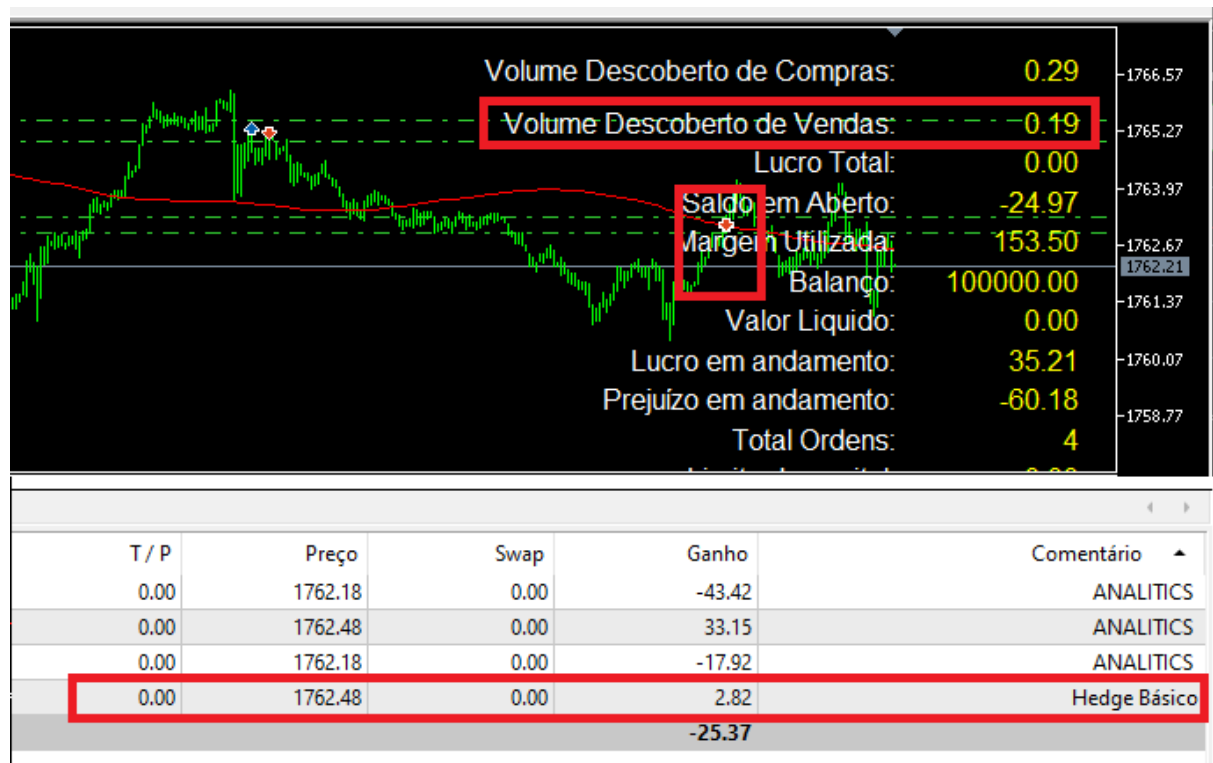 Volume Descoberto de Compras: 0.29
1766.57
Volume Descoberto de Vendas: 0.19
1765.27
Lucro Total: 0.00
1763.97
Saldo em Aberto: -24.97
Margem Utilizada: 153.50
1762.67
1762.21
Balanço: 100000.00
1761.37
Valor Liquido: 0.00
Lucro em andamento: 35.21
1760.07
Prejuízo em andamento: -60.18
1758.77
Total Ordens: 4
T / P Preço Swap Ganho Comentário
0.00 1762.18 0.00 -43.42 ANALITICS
0.00 1762.48 0.00 33.15 ANALITICS
0.00 1762.18 0.00 -17.92 ANALITICS
0.00 1762.48 0.00 2.82 Hedge Básico
-25.37